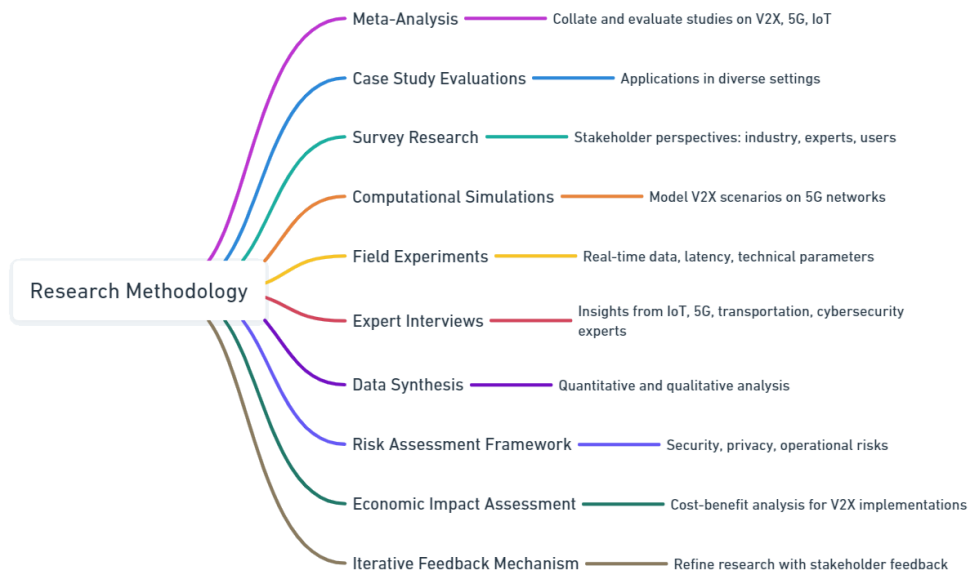 Meta-Analysis
Collate and evaluate studies on V2X, 5G, IoT
Case Study Evaluations
Applications in diverse settings
Survey Research
Stakeholder perspectives: industry, experts, users
Computational Simulations
Model V2X scenarios on 5G networks
Field Experiments
Real-time data, latency, technical parameters
Research Methodology
Expert Interviews
Insights from IoT, 5G, transportation, cybersecurity
experts
Data Synthesis
Quantitative and qualitative analysis
Risk Assessment Framework
Security, privacy, operational risks
Economic Impact Assessment
Cost-benefit analysis for V2X implementations
Iterative Feedback Mechanism
Refine research with stakeholder feedback